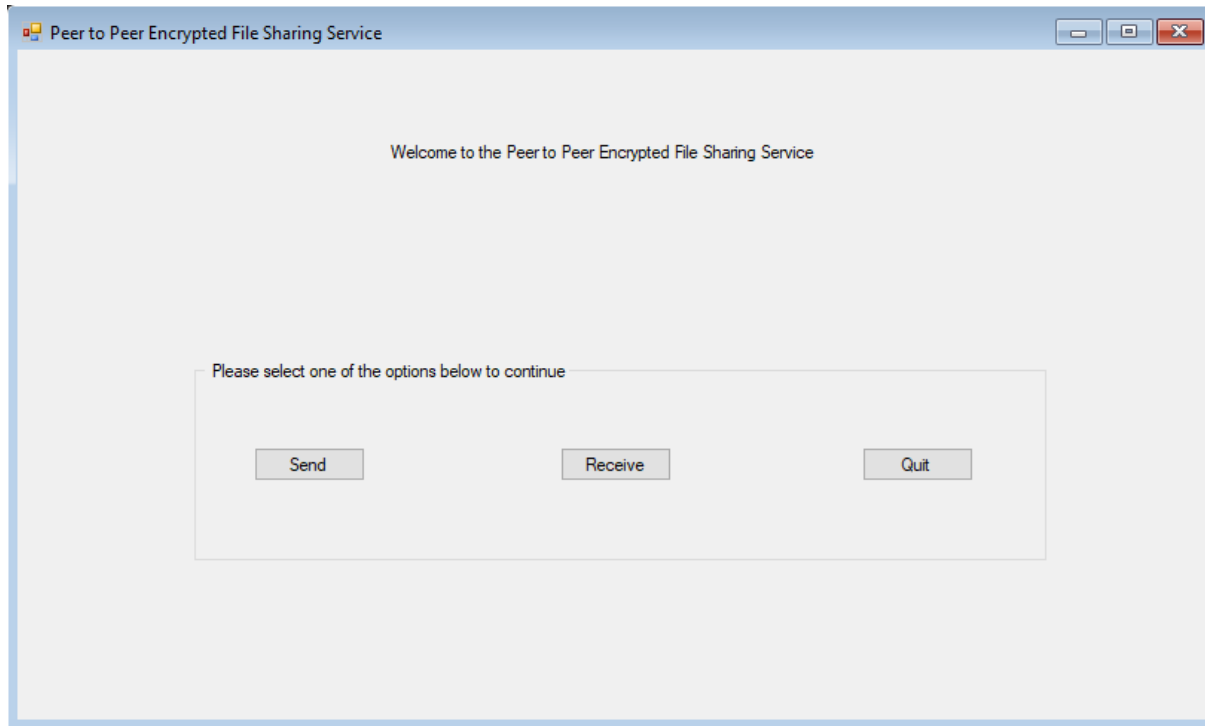 Peer to Peer Encrypted File Sharing Service
Welcome to the Peer to Peer Encrypted File Sharing Service
Please select one of the options below to continue
Send Receive Quit